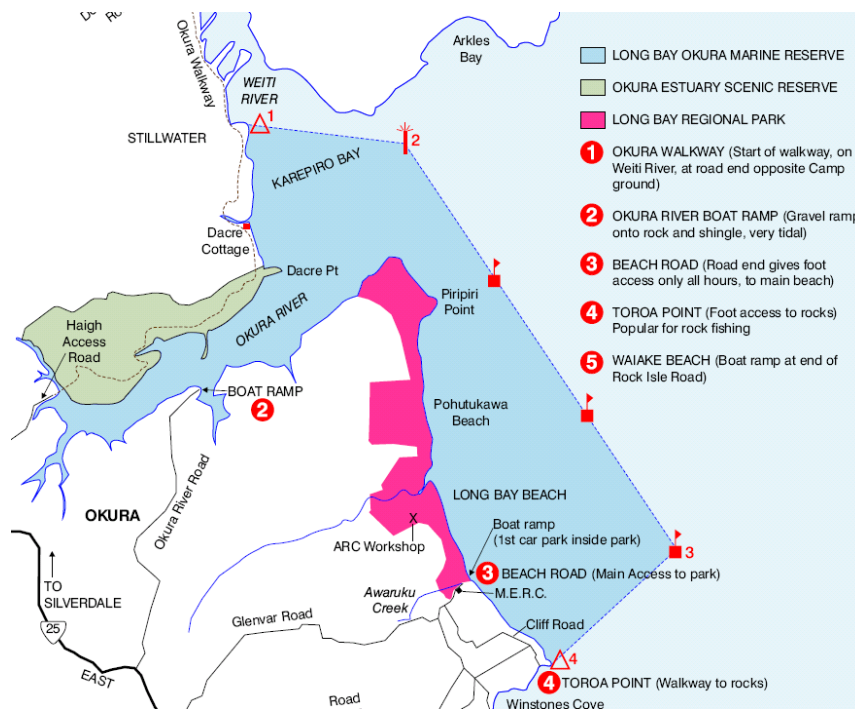 Okura Walkway
WEITI
RIVER
Arkles
Bay
1
2
STILLWATER
KAREPIRO BAY
Dacre
Cottage
Dacre Pt
OKURA RIVER
Haigh
Access
Road
Piripiri
Point
BOAT RAMP
2
Pohutukawa
Beach
Okura River Road
OKURA
LONG BAY BEACH
X
ARC Workshop
Boat ramp
(1st car park inside park)
3
3 BEACH ROAD (Main Access to park)
M.E.R.C.
Awaruku
Creek
TO
SILVERDALE
25
EAST
Glenvar Road
Cliff Road
4
4 TOROA POINT (Walkway to rocks)
Road
Winstones Cove
LONG BAY OKURA MARINE RESERVE
OKURA ESTUARY SCENIC RESERVE
LONG BAY REGIONAL PARK
1 OKURA WALKWAY (Start of walkway, on
Weiti River, at road end opposite Camp
ground)
2 OKURA RIVER BOAT RAMP (Gravel ramp
onto rock and shingle, very tidal)
3 BEACH ROAD (Road end gives foot
access only all hours, to main beach)
4 TOROA POINT (Foot access to rocks)
Popular for rock fishing
5 WAIAKE BEACH (Boat ramp at end of
Rock Isle Road)